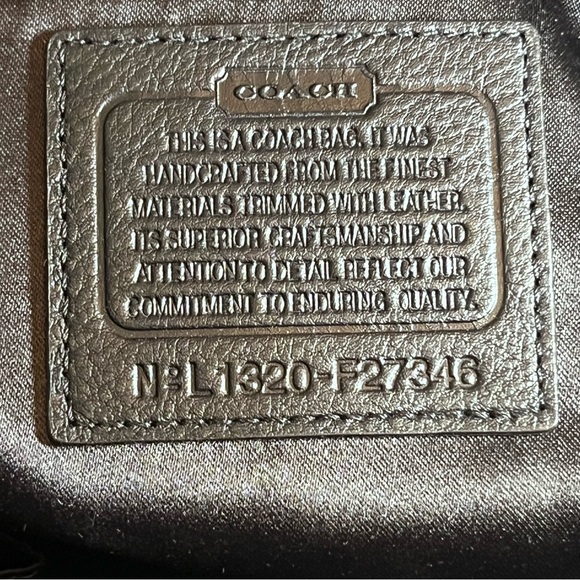 COACH
THIS IS A COACH BAG. IT WAS
HANDCRAFTED FROM THE FINEST
MATERIALS TRIMMED WITH LEATHER.
ITS SUPERIOR CRAFTSMANSHIP AND
ATTENTION TO DETAIL REFLECT OUR
COMMITMENT TO ENDURING QUALITY.
Nº L1320-F27346